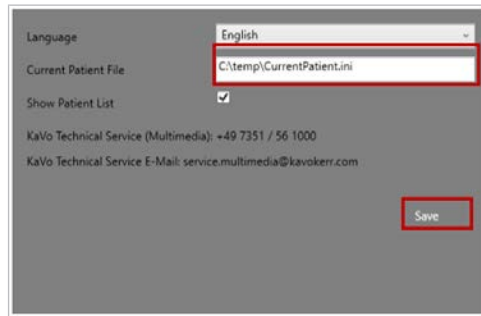 Language English
Current Patient File C:\temp\CurrentPatient.ini
Show Patient List
KaVo Technical Service (Multimedia): +49 7351 / 56 1000
KaVo Technical Service E-Mail: service.multimedia@kavokerr.com
Save